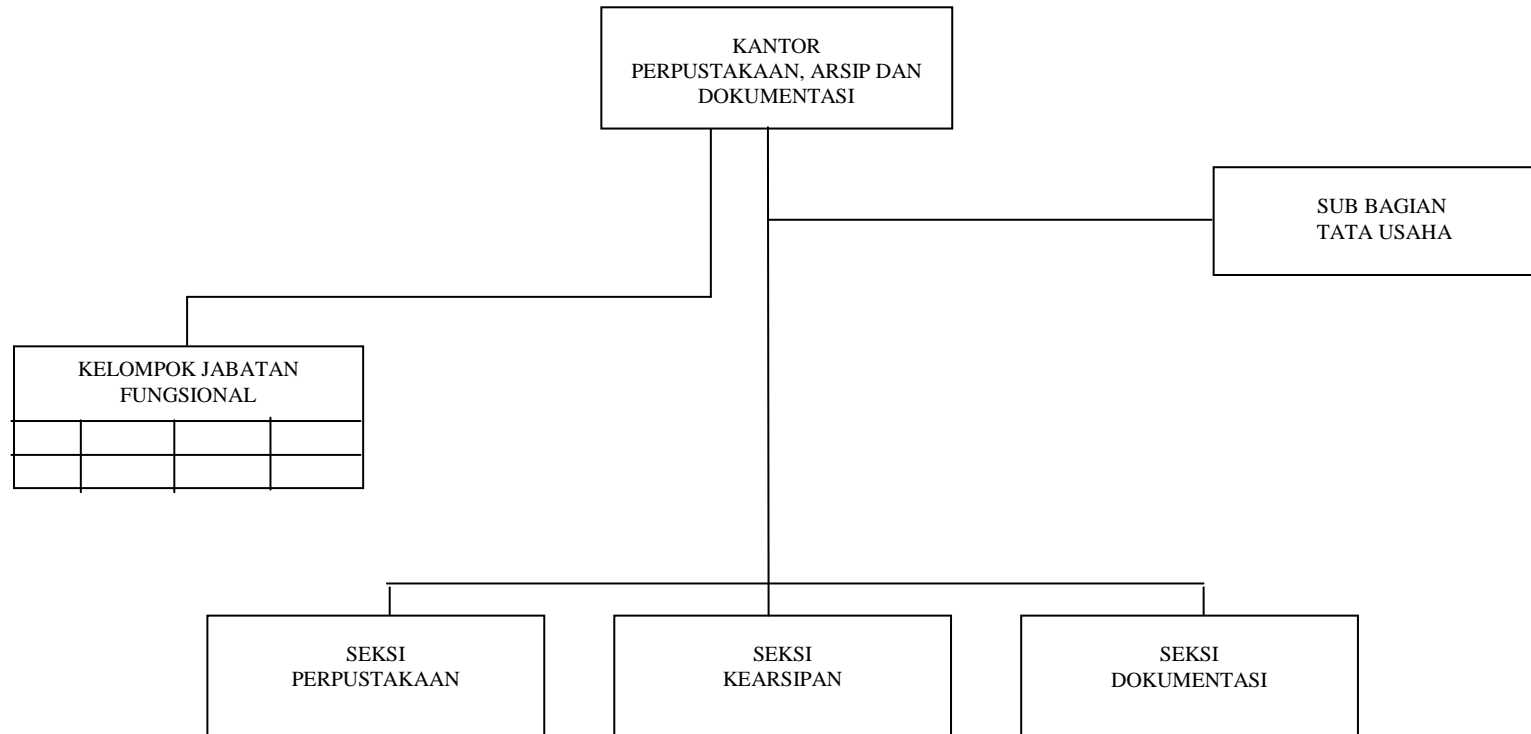 KANTOR
PERPUSTAKAAN, ARSIP DAN
DOKUMENTASI
SUB BAGIAN
TATA USAHA
KELOMPOK JABATAN
FUNGSIONAL
SEKSI
PERPUSTAKAAN
SEKSI
KEARSIPAN
SEKSI
DOKUMENTASI